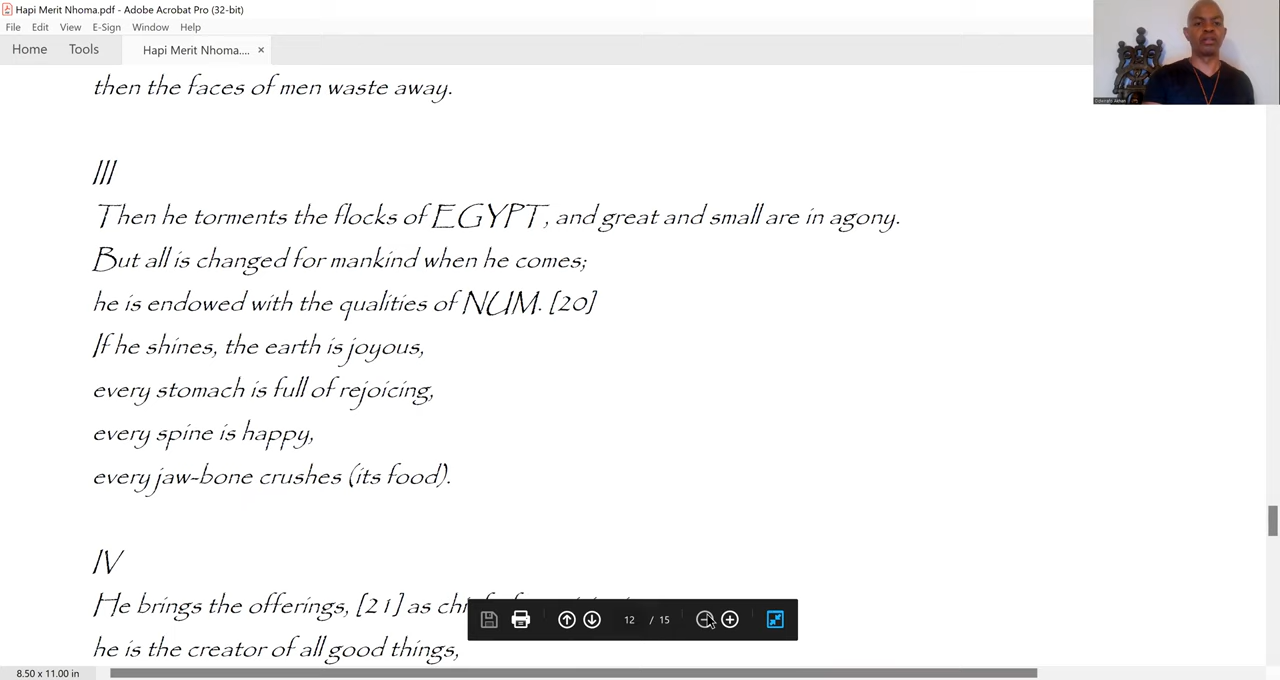 Hapi Merit Nhoma.pdf - Adobe Acrobat Pro (32-bit)
File Edit View E-Sign Window Help
Home Tools Hapi Merit Nhoma.... ×
then the faces of men waste away.
III
Then he torments the flocks of EGYPT, and great and small are in agony.
But all is changed for mankind when he comes;
he is endowed with the qualities of NUM. [20]
If he shines, the earth is joyous,
every stomach is full of rejoicing,
every spine is happy,
every jaw-bone crushes (its food).
IV
He brings the offerings, [21] as
he is the creator of all good things,
12 / 15
8.50 x 11.00 in